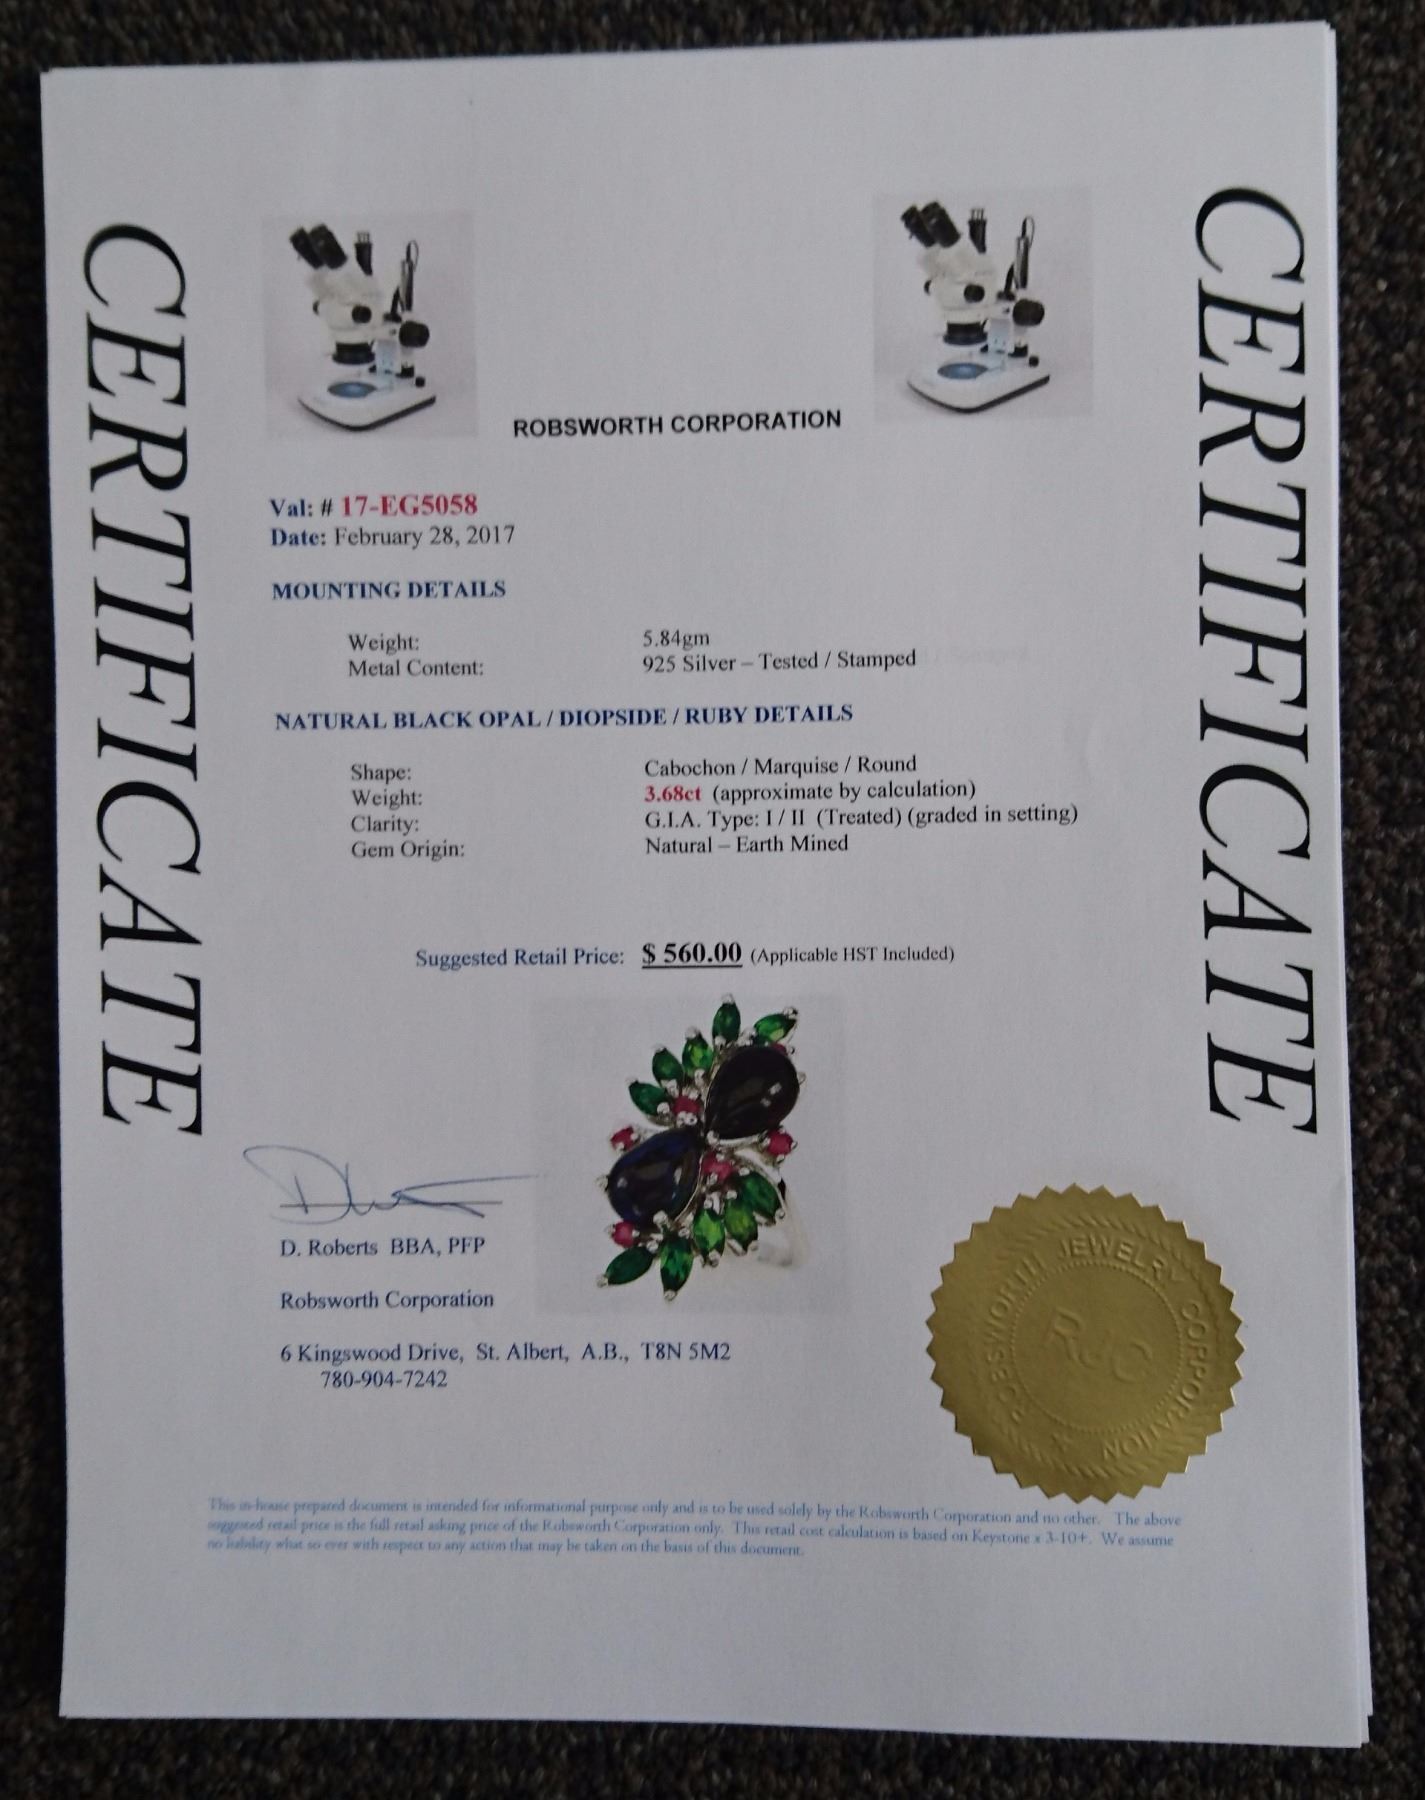 CERTIFICATE
CERTIFICATE
ROBSWORTH CORPORATION
Val: # 17-EG5058
Date: February 28, 2017
MOUNTING DETAILS
Weight: 5.84gm
Metal Content: 925 Silver – Tested / Stamped
NATURAL BLACK OPAL / DIOPSIDE / RUBY DETAILS
Shape: Cabochon / Marquise / Round
Weight: 3.68ct (approximate by calculation)
Clarity: G.I.A. Type: I / II (Treated) (graded in setting)
Gem Origin: Natural – Earth Mined
Suggested Retail Price: $ 560.00 (Applicable HST Included)
D. Roberts BBA, PFP
Robsworth Corporation
6 Kingswood Drive, St. Albert, A.B., T8N 5M2
780-904-7242
ROBSWORTH JEWELRY CORPORATION
This in-house prepared document is intended for informational purpose only and is to be used solely by the Robsworth Corporation and no other. The above
suggested retail price is the full retail asking price of the Robsworth Corporation only. This retail cost calculation is based on Keystone x 3-10+. We assume
no liability what so ever with respect to any action that may be taken on the basis of this document.